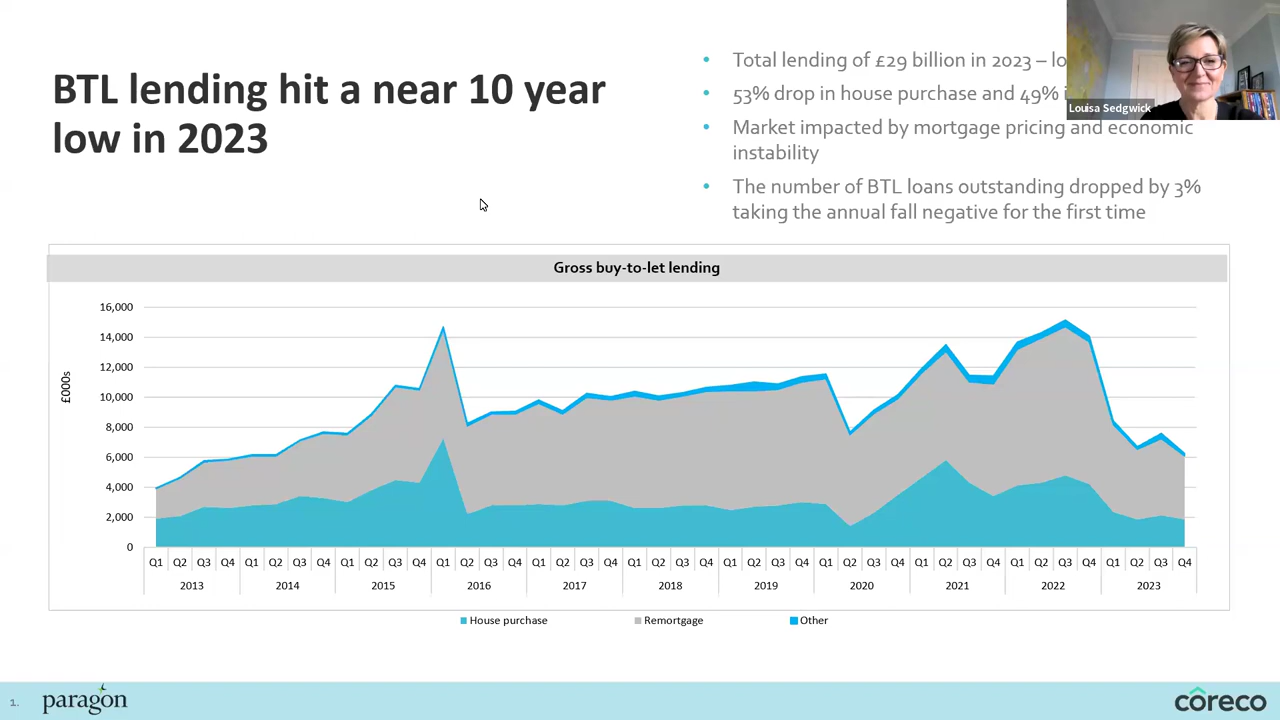 BTL lending hit a near 10 year
low in 2023
• Total lending of £29 billion in 2023 –
• 53% drop in house purchase and 49%
• Market impacted by mortgage pricing and economic
instability
• The number of BTL loans outstanding dropped by 3%
taking the annual fall negative for the first time
Louisa Sedgwick
Gross buy-to-let lending
£000s
16,000
14,000
12,000
10,000
8,000
6,000
4,000
2,000
0
Q1 Q2 Q3 Q4 Q1 Q2 Q3 Q4 Q1 Q2 Q3 Q4 Q1 Q2 Q3 Q4 Q1 Q2 Q3 Q4 Q1 Q2 Q3 Q4 Q1 Q2 Q3 Q4 Q1 Q2 Q3 Q4 Q1 Q2 Q3 Q4 Q1 Q2 Q3 Q4 Q1 Q2 Q3 Q4
2013 2014 2015 2016 2017 2018 2019 2020 2021 2022 2023
House purchase Remortgage Other
1. paragon coreco